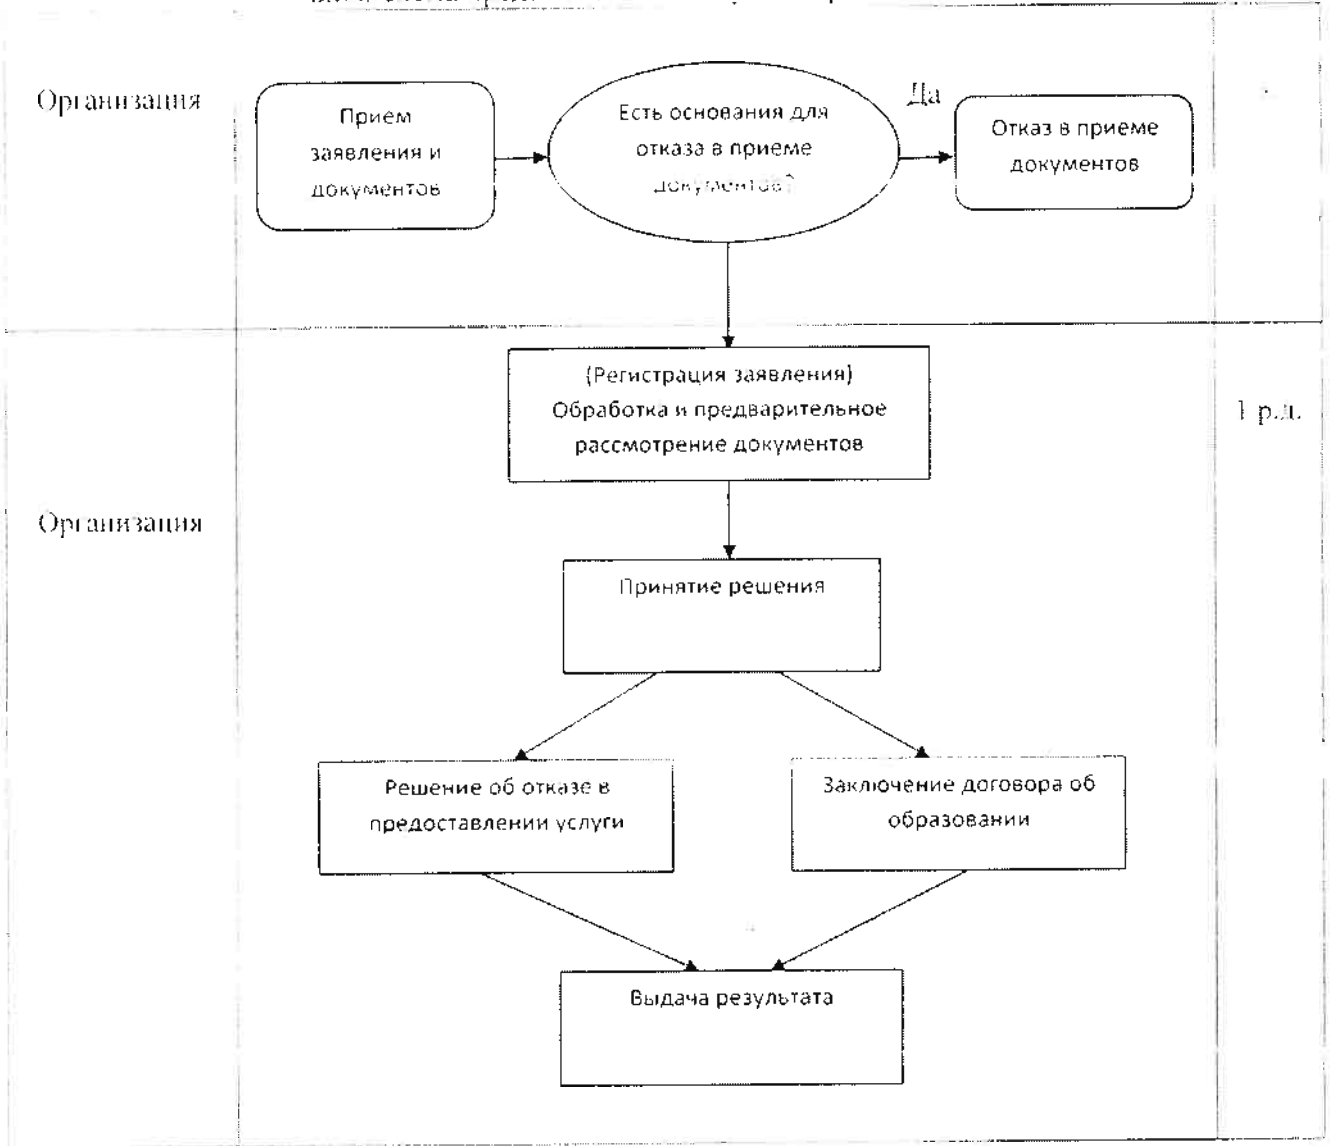 Организация
Прием
заявления и
документов
Есть основания для
отказа в приеме
документов?
Да
Отказ в приеме
документов
(Регистрация заявления)
Обработка и предварительное
рассмотрение документов
1 р.д.
Организация
Принятие решения
Решение об отказе в
предоставлении услуги
Заключение договора об
образовании
Выдача результата